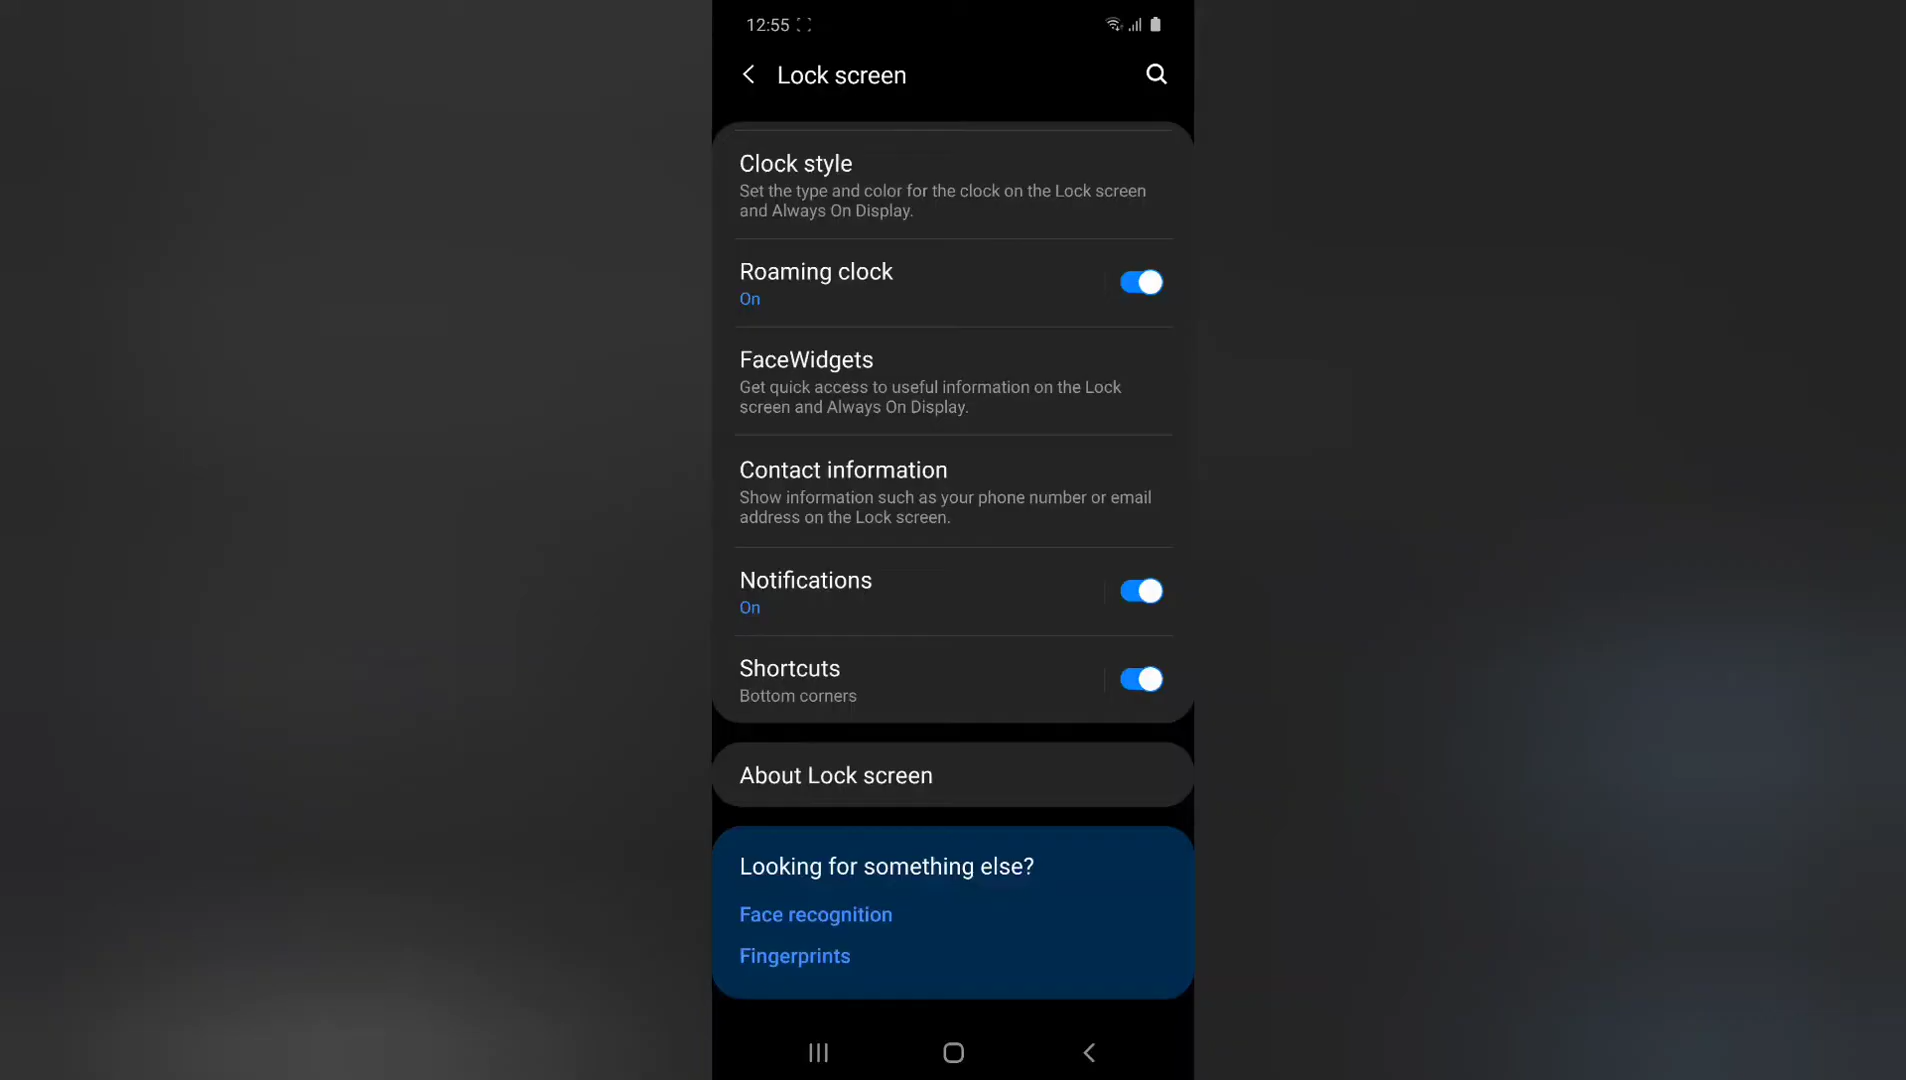 12:55
Lock screen
Clock style
Set the type and color for the clock on the Lock screen
and Always On Display.
Roaming clock
On
FaceWidgets
Get quick access to useful information on the Lock
screen and Always On Display.
Contact information
Show information such as your phone number or email
address on the Lock screen.
Notifications
On
Shortcuts
Bottom corners
About Lock screen
Looking for something else?
Face recognition
Fingerprints